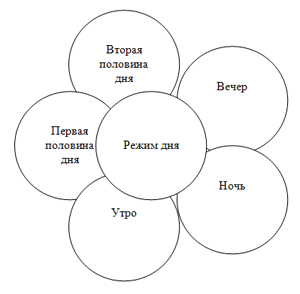 Вторая
половина
дня
Вечер
Первая
половина
дня
Режим дня
Ночь
Утро